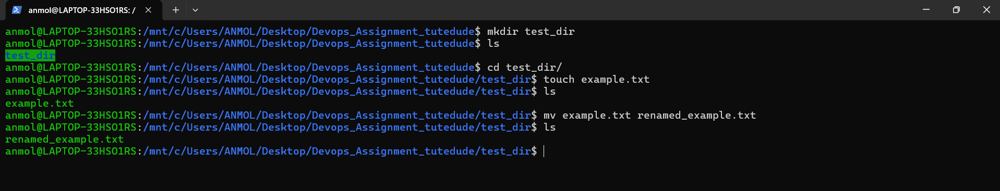 anmol@LAPTOP-33HSO1RS: /
anmol@LAPTOP-33HSO1RS:/mnt/c/Users/ANMOL/Desktop/Devops_Assignment_tutedude$ mkdir test_dir
anmol@LAPTOP-33HSO1RS:/mnt/c/Users/ANMOL/Desktop/Devops_Assignment_tutedude$ ls
test_dir
anmol@LAPTOP-33HSO1RS:/mnt/c/Users/ANMOL/Desktop/Devops_Assignment_tutedude$ cd test_dir/
anmol@LAPTOP-33HSO1RS:/mnt/c/Users/ANMOL/Desktop/Devops_Assignment_tutedude/test_dir$ touch example.txt
anmol@LAPTOP-33HSO1RS:/mnt/c/Users/ANMOL/Desktop/Devops_Assignment_tutedude/test_dir$ ls
example.txt
anmol@LAPTOP-33HSO1RS:/mnt/c/Users/ANMOL/Desktop/Devops_Assignment_tutedude/test_dir$ mv example.txt renamed_example.txt
anmol@LAPTOP-33HSO1RS:/mnt/c/Users/ANMOL/Desktop/Devops_Assignment_tutedude/test_dir$ ls
renamed_example.txt
anmol@LAPTOP-33HSO1RS:/mnt/c/Users/ANMOL/Desktop/Devops_Assignment_tutedude/test_dir$